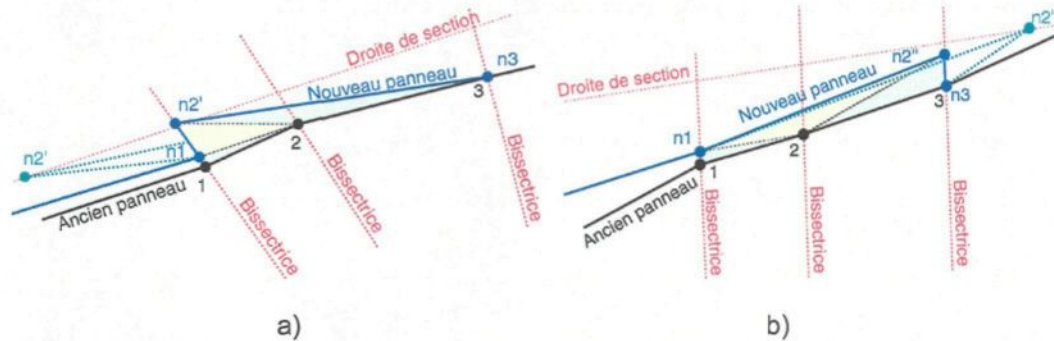 Droite de section
n2'
Nouveau panneau
n3
3
n2'
n1'
2
1
Ancien panneau
Bissectrice
Bissectrice
Bissectrice
a)
n2'
n2"
Droite de section
Nouveau panneau
n3
3
n1
2
1
Ancien panneau
Bissectrice
Bissectrice
Bissectrice
b)